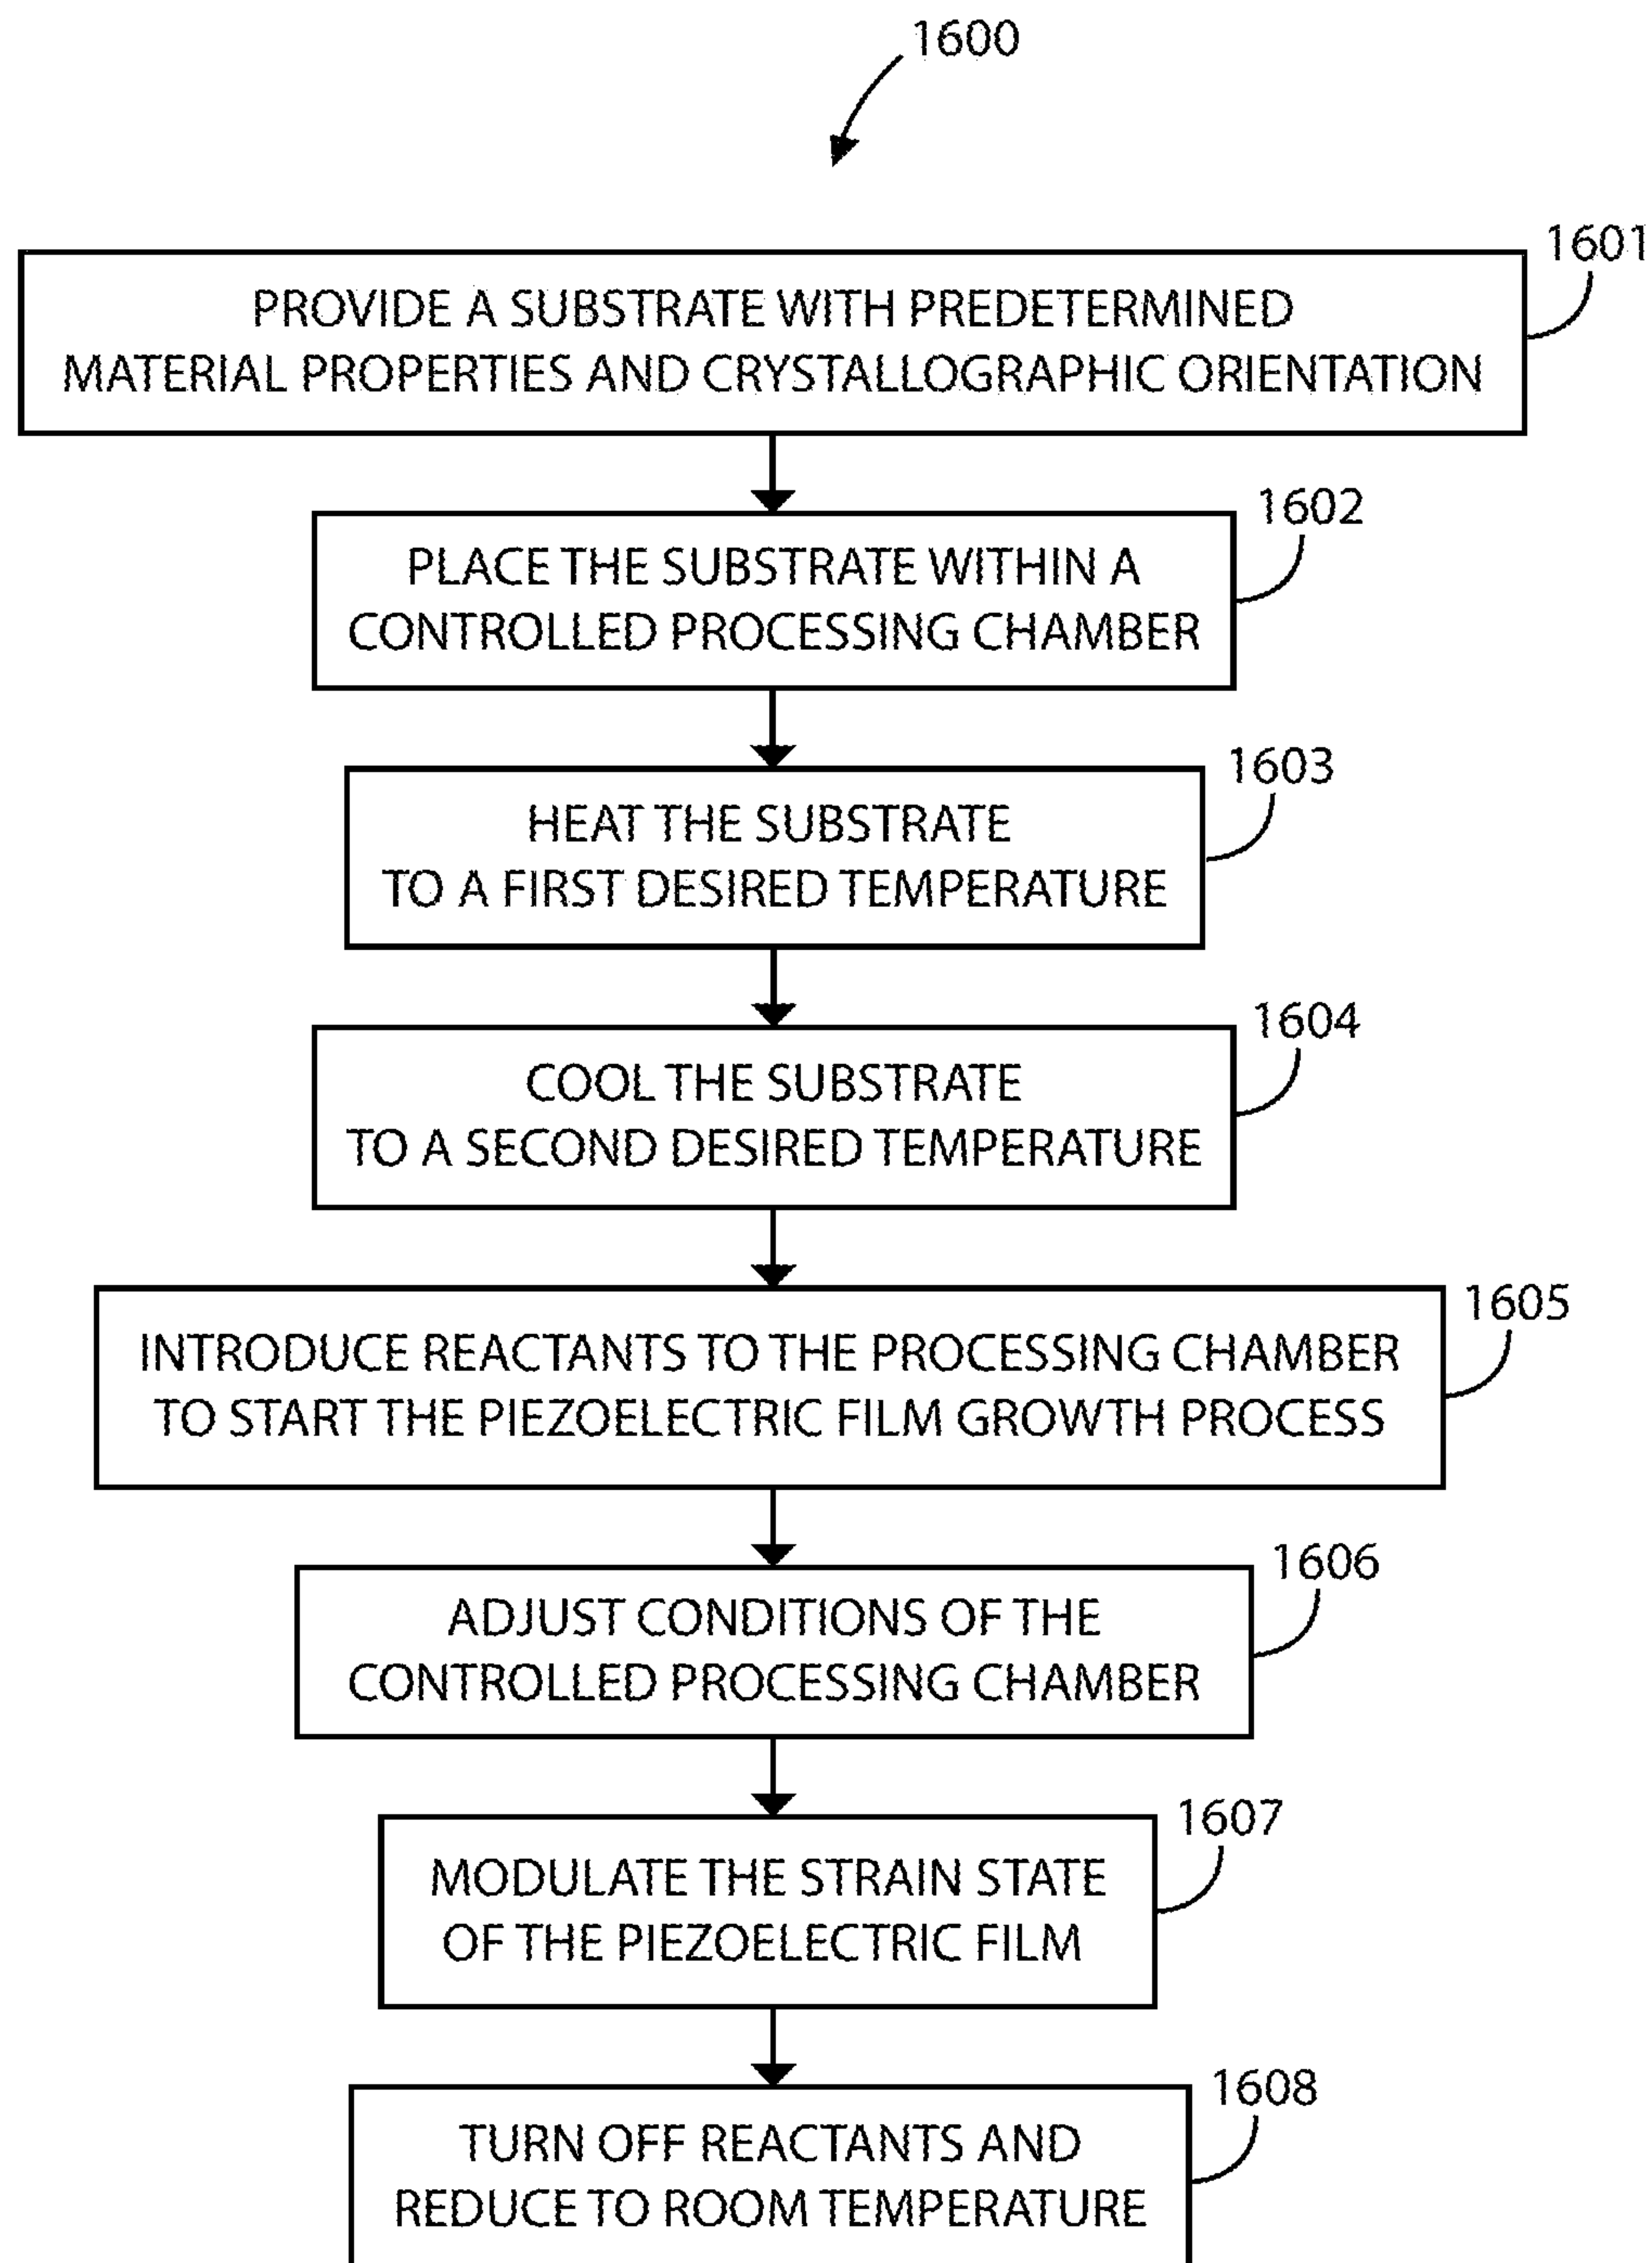 1600
1601
PROVIDE A SUBSTRATE WITH PREDETERMINED
MATERIAL PROPERTIES AND CRYSTALLOGRAPHIC ORIENTATION
1602
PLACE THE SUBSTRATE WITHIN A
CONTROLLED PROCESSING CHAMBER
1603
HEAT THE SUBSTRATE
TO A FIRST DESIRED TEMPERATURE
1604
COOL THE SUBSTRATE
TO A SECOND DESIRED TEMPERATURE
1605
INTRODUCE REACTANTS TO THE PROCESSING CHAMBER
TO START THE PIEZOELECTRIC FILM GROWTH PROCESS
1606
ADJUST CONDITIONS OF THE
CONTROLLED PROCESSING CHAMBER
1607
MODULATE THE STRAIN STATE
OF THE PIEZOELECTRIC FILM
1608
TURN OFF REACTANTS AND
REDUCE TO ROOM TEMPERATURE